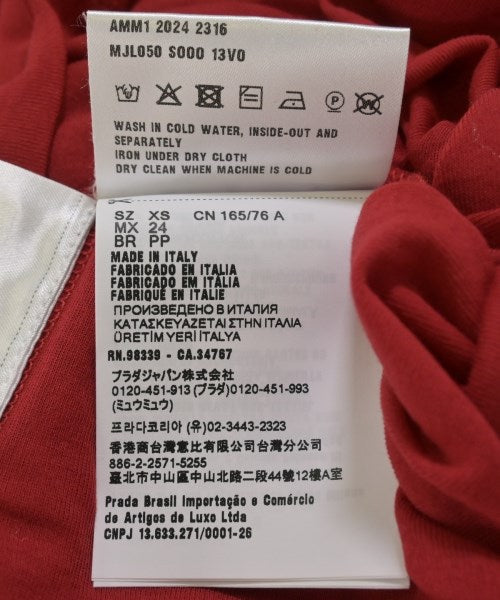 AMM1 2024 2316
MJL050 S000 13V0
WASH IN COLD WATER, INSIDE-OUT AND
SEPARATELY
IRON UNDER DRY CLOTH
DRY CLEAN WHEN MACHINE IS COLD
SZ XS CN 165/76 A
MX 24
BR PP
MADE IN ITALY
FABRICADO EN ITALIA
FABRICADO EM ITÁLIA
FABRIQUÉ EN ITALIE
ПРОИЗВЕДЕНО В ИТАЛИЯ
ΚΑΤΑΣΚΕΥΑΖΕΤΑΙ ΣΤΗΝ ΙΤΑΛΙΑ
ÜRETİM YERİ İTALYA
RN.98339 - CA.34767
プラダジャパン株式会社
0120-451-913 (プラダ)0120-451-993
(ミュウミュウ)
프라다코리아 (유)02-3443-2323
香港商台灣意比有限公司台灣分公司
886-2-2571-5255
臺北市中山區中山北路二段44號12樓A室
Prada Brasil Importação e Comércio
de Artigos de Luxo Ltda
CNPJ 13.633.271/0001-26